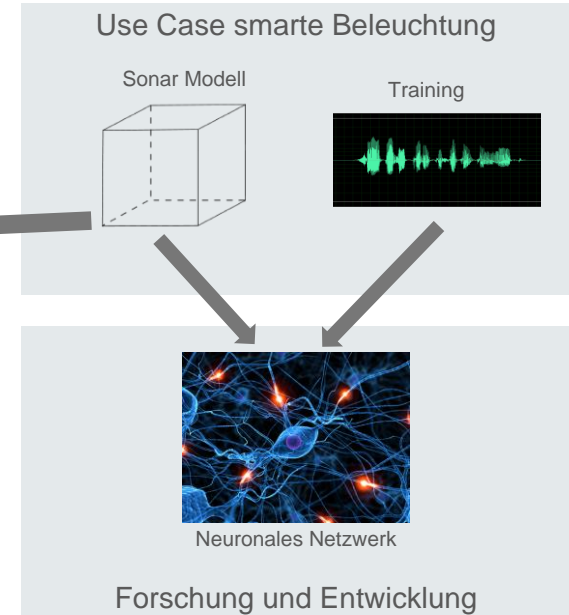 Use Case smarte Beleuchtung
Sonar Modell
Training
Neuronales Netzwerk
Forschung und Entwicklung